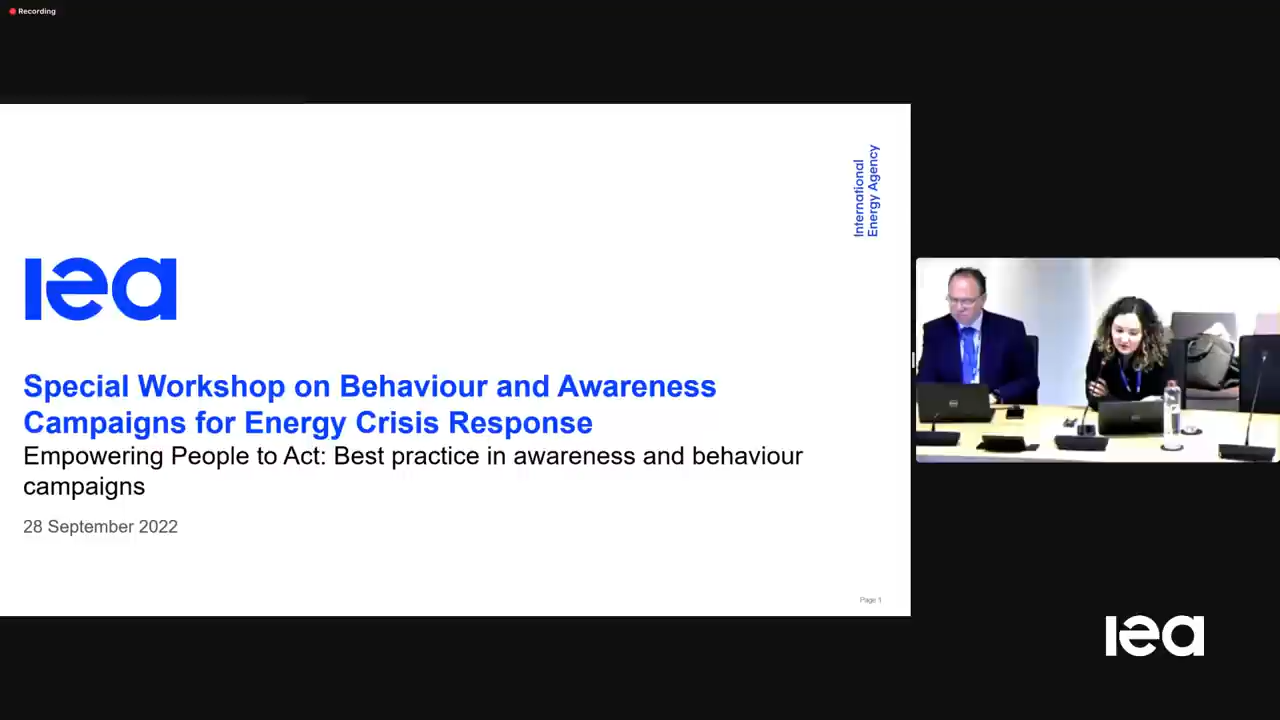 Recording
International
Energy Agency
iea
Special Workshop on Behaviour and Awareness
Campaigns for Energy Crisis Response
Empowering People to Act: Best practice in awareness and behaviour
campaigns
28 September 2022
Page 1
iea